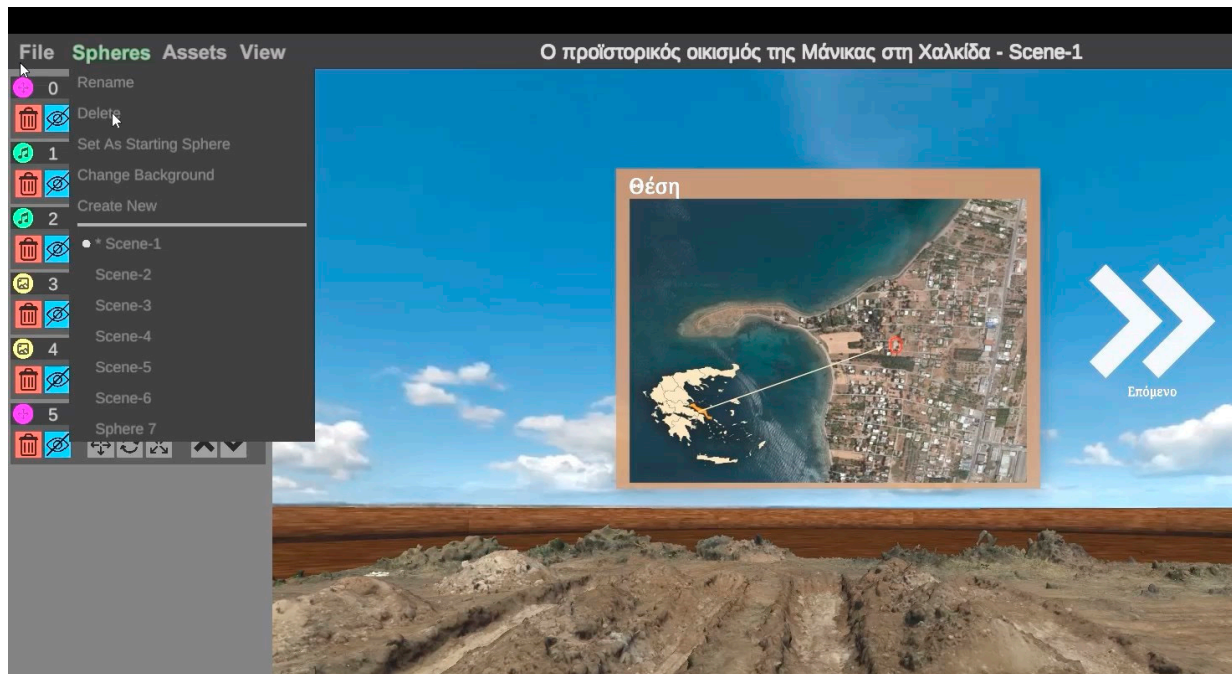 File Spheres Assets View Ο προϊστορικός οικισμός της Μάνικας στη Χαλκίδα - Scene-1
0
1
2
3
4
5
Rename
Delete
Set As Starting Sphere
Change Background
Create New
* Scene-1
Scene-2
Scene-3
Scene-4
Scene-5
Scene-6
Sphere 7
Θέση
Επόμενο